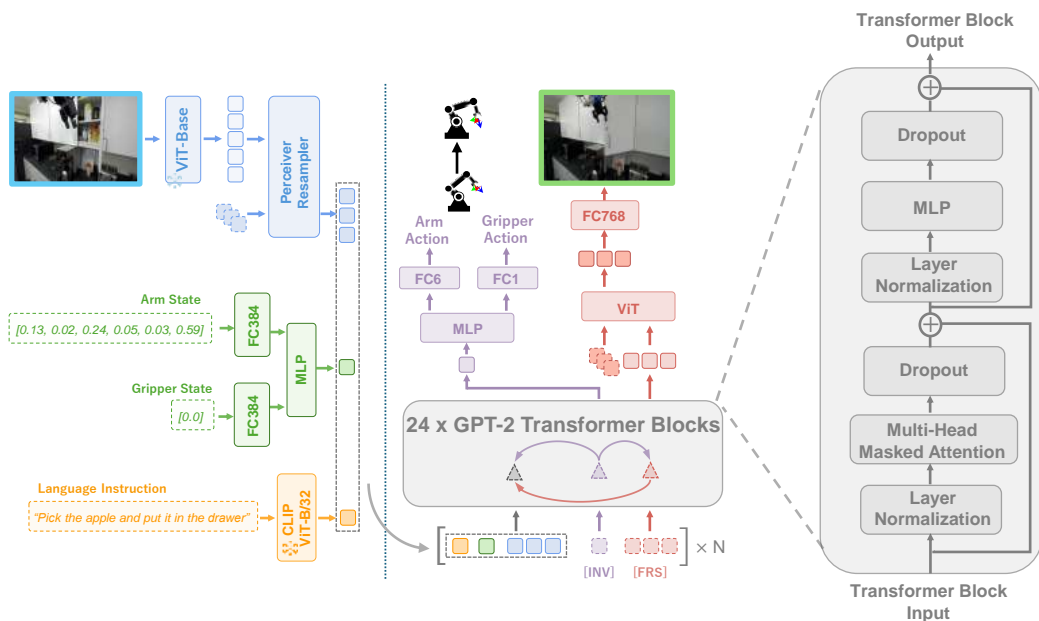 ViT-Base
Perceiver
Resampler
Arm State
[0.13, 0.02, 0.24, 0.05, 0.03, 0.59]
FC384
MLP
Gripper State
[0.0]
FC384
Language Instruction
“Pick the apple and put it in the drawer”
CLIP
ViT-B/32
Arm
Action
Gripper
Action
FC6
FC1
MLP
FC768
ViT
24 x GPT-2 Transformer Blocks
[INV]
[FRS]
× N
Transformer Block
Output
Dropout
MLP
Layer
Normalization
Dropout
Multi-Head
Masked Attention
Layer
Normalization
Transformer Block
Input